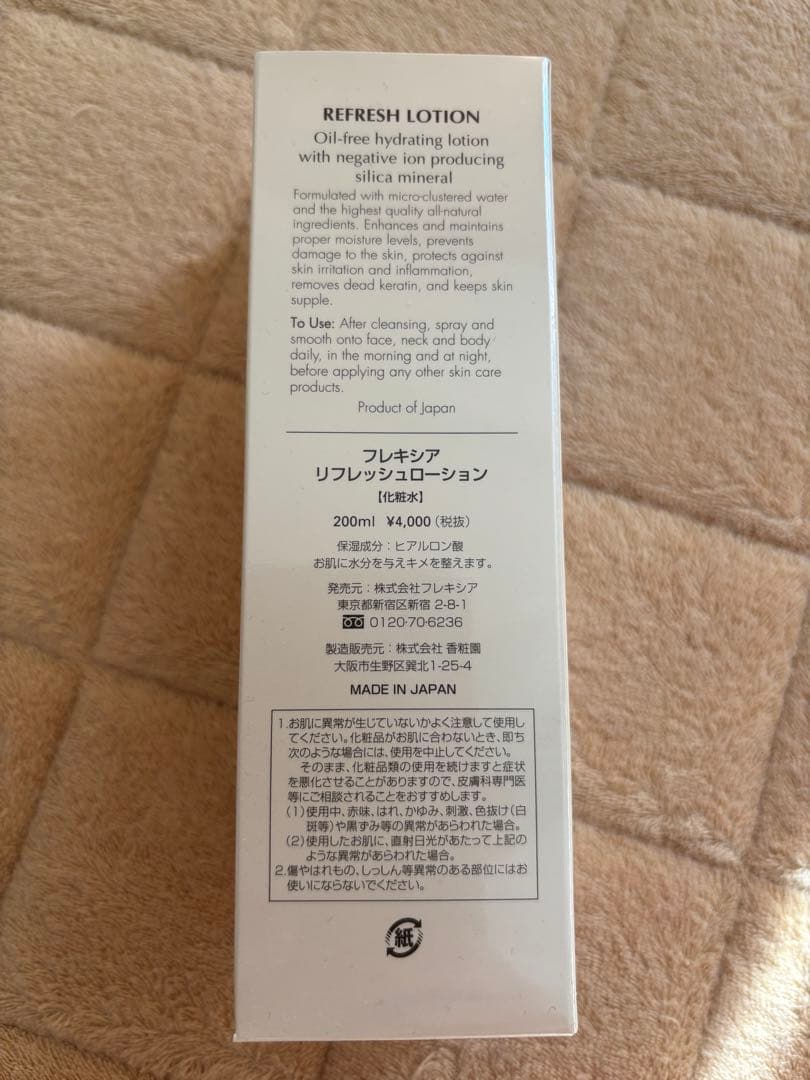 REFRESH LOTION
Oil-free hydrating lotion
with negative ion producing
silica mineral
Formulated with micro-clustered water
and the highest quality all-natural
ingredients. Enhances and maintains
proper moisture levels, prevents
damage to the skin, protects against
skin irritation and inflammation,
removes dead keratin, and keeps skin
supple.
To Use: After cleansing, spray and
smooth onto face, neck and body
daily, in the morning and at night,
before applying any other skin care
products.
Product of Japan
フレキシア
リフレッシュローション
【化粧水】
200ml ¥4,000（税抜）
保湿成分：ヒアルロン酸
お肌に水分を与えキメを整えます。
発売元：株式会社フレキシア
東京都新宿区新宿 2-8-1
0120-70-6236
製造販売元：株式会社 香粧園
大阪市生野区巽北1-25-4
MADE IN JAPAN
1.お肌に異常が生じていないかよく注意して使用し
てください。化粧品がお肌に合わないとき、即ち
次のような場合には、使用を中止してください。
そのまま、化粧品類の使用を続けますと症状
を悪化させることがありますので、皮膚科専門医
等にご相談されることをおすすめします。
（1）使用中、赤味、はれ、かゆみ、刺激、色抜け（白
斑等）や黒ずみ等の異常があらわれた場合。
（2）使用したお肌に、直射日光があたって上記の
ような異常があらわれた場合。
2.傷やはれもの、しっしん等異常のある部位にはお
使いにならないでください。
紙